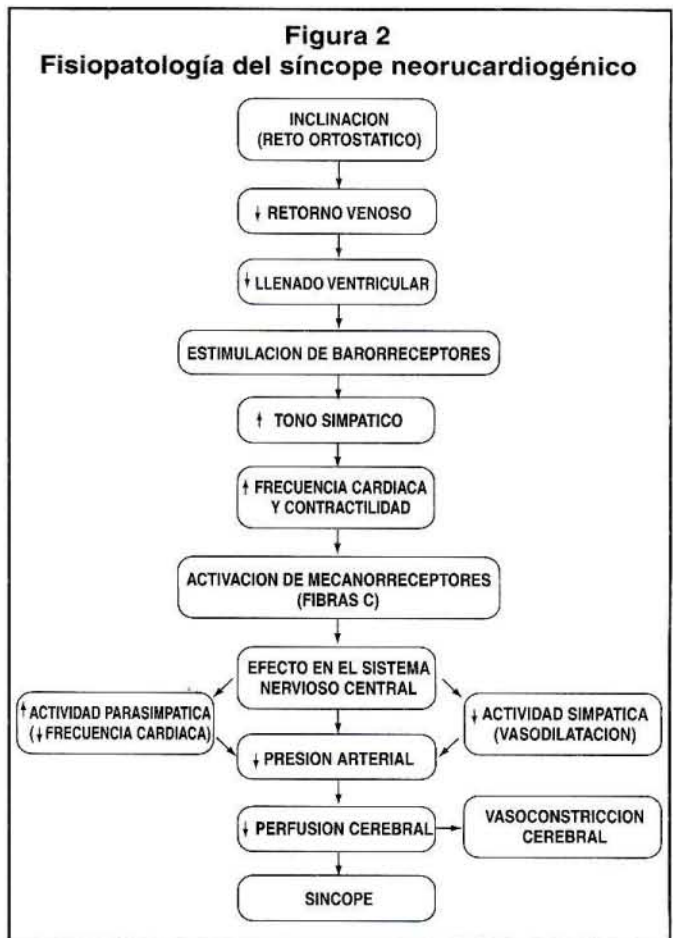 Figura 2
Fisiopatología del síncope neorucardiogénico
INCLINACION
(RETO ORTOSTATICO)
↓ RETORNO VENOSO
↓ LLENADO VENTRICULAR
ESTIMULACION DE BARORRECEPTORES
↑ TONO SIMPATICO
↑ FRECUENCIA CARDIACA
Y CONTRACTILIDAD
ACTIVACION DE MECANORRECEPTORES
(FIBRAS C)
EFECTO EN EL SISTEMA
NERVIOSO CENTRAL
↑ ACTIVIDAD PARASIMPATICA
(↓ FRECUENCIA CARDIACA)
↓ ACTIVIDAD SIMPATICA
(VASODILATACION)
↓ PRESION ARTERIAL
↓ PERFUSION CEREBRAL
VASOCONSTRICCION
CEREBRAL
SINCOPE